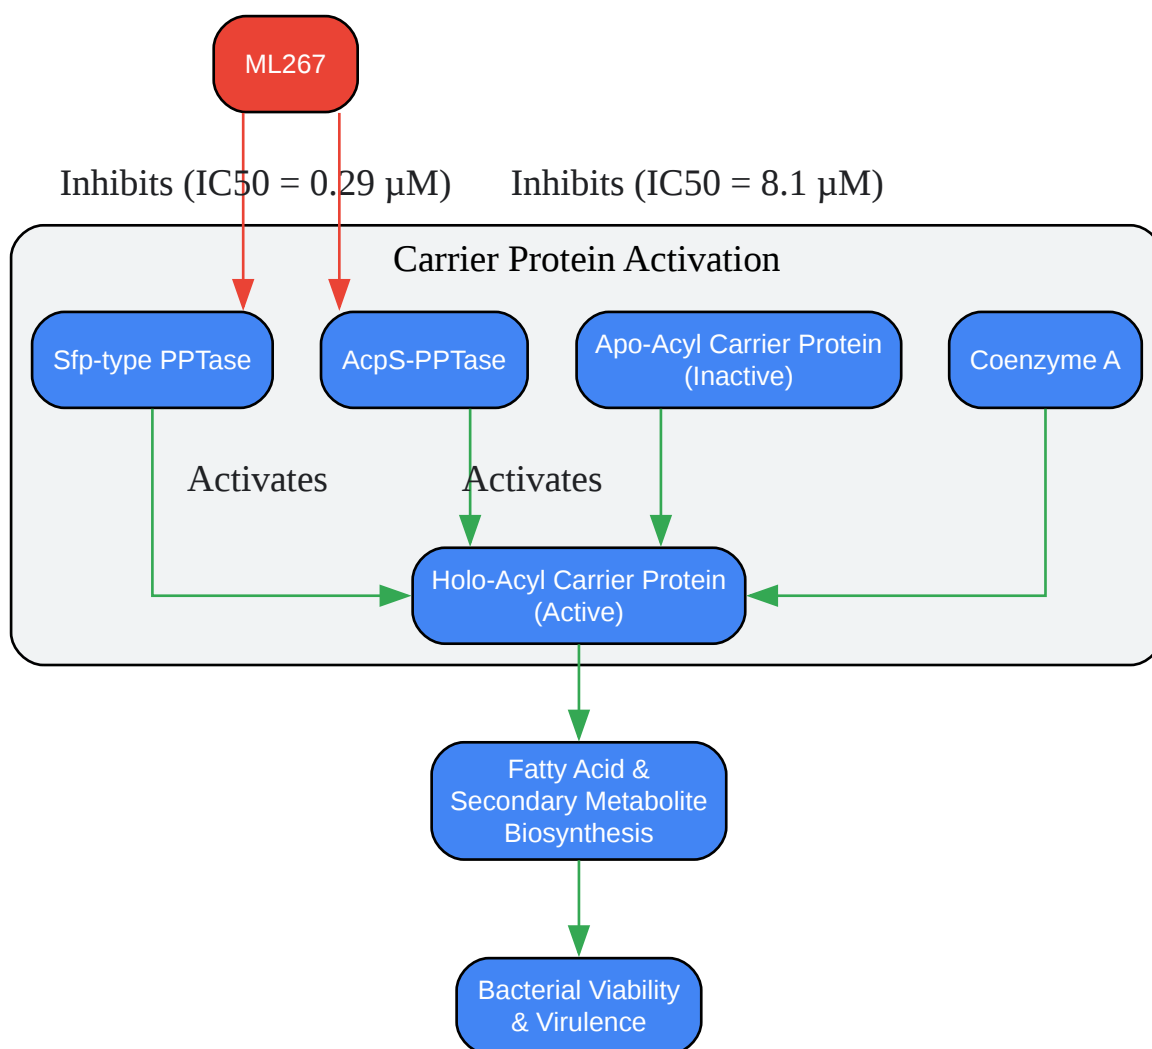 ML267
Inhibits (IC50 = 0.29 µM)
Inhibits (IC50 = 8.1 µM)
Carrier Protein Activation
Sfp-type PPTase
AcpS-PPTase
Apo-Acyl Carrier Protein
(Inactive)
Coenzyme A
Activates
Activates
Holo-Acyl Carrier Protein
(Active)
Fatty Acid &
Secondary Metabolite
Biosynthesis
Bacterial Viability
& Virulence